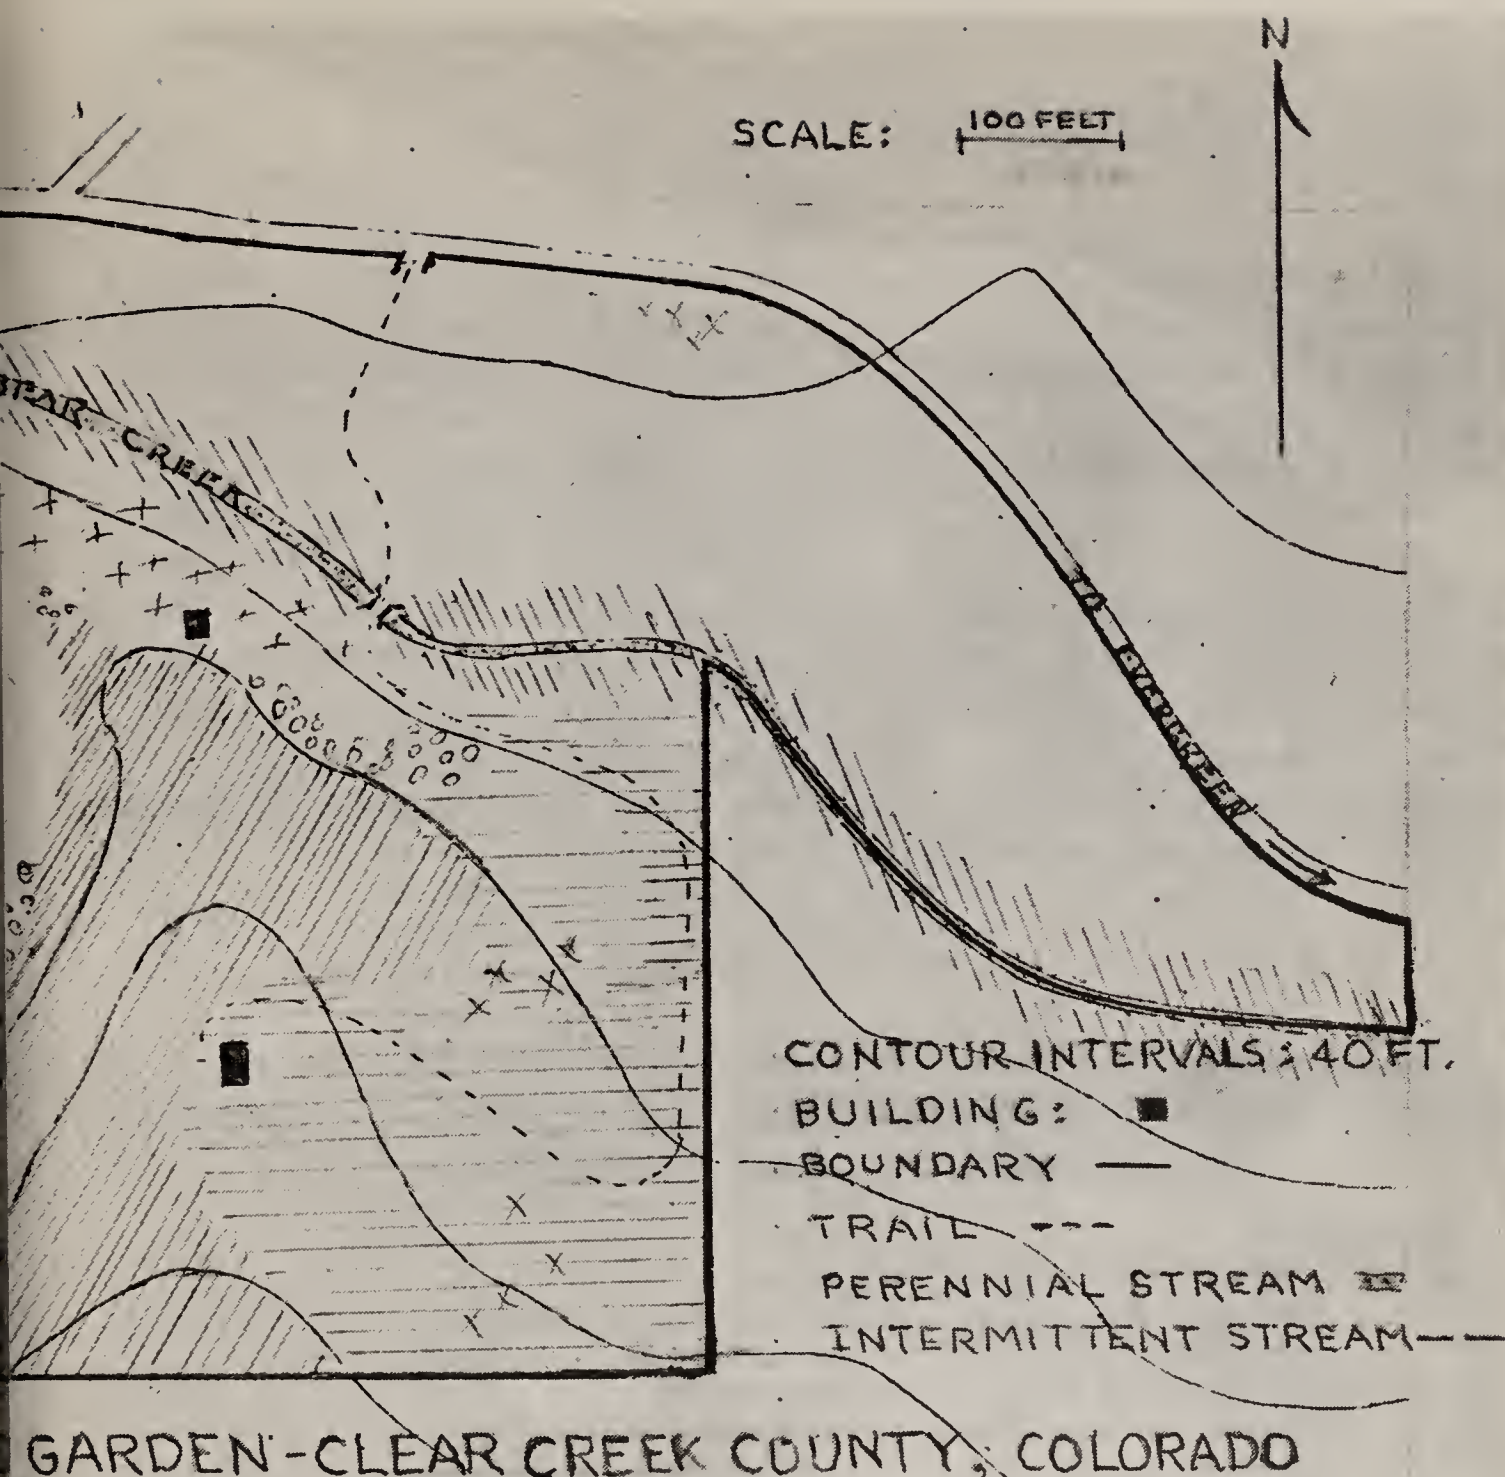 N
SCALE: 100 FEET
BEAR CREEK
TO EVERGREEN
CONTOUR INTERVALS: 40 FT.
BUILDING:
BOUNDARY
TRAIL
PERENNIAL STREAM
INTERMITTENT STREAM
GARDEN-CLEAR CREEK COUNTY, COLORADO